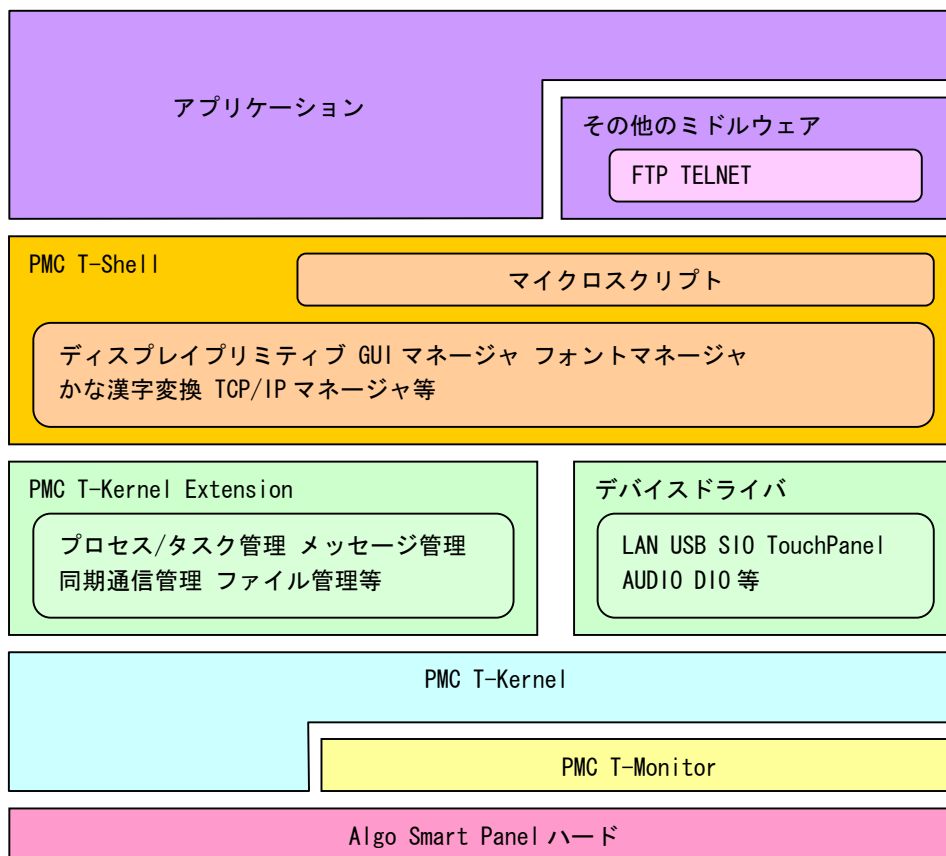 アプリケーション
その他のミドルウェア
FTP TELNET
PMC T-Shell
マイクロスクリプト
ディスプレイプリミティブ GUI マネージャ フォントマネージャ
かな漢字変換 TCP/IP マネージャ等
PMC T-Kernel Extension
プロセス/タスク管理 メッセージ管理
同期通信管理 ファイル管理等
デバイスドライバ
LAN USB SIO TouchPanel
AUDIO DIO 等
PMC T-Kernel
PMC T-Monitor
Algo Smart Panel ハード